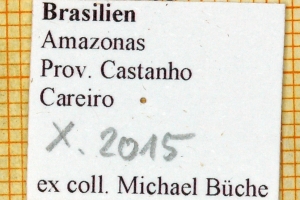 Brasilien
Amazonas
Prov. Castanho
Careiro
X. 2015
ex coll. Michael Büche